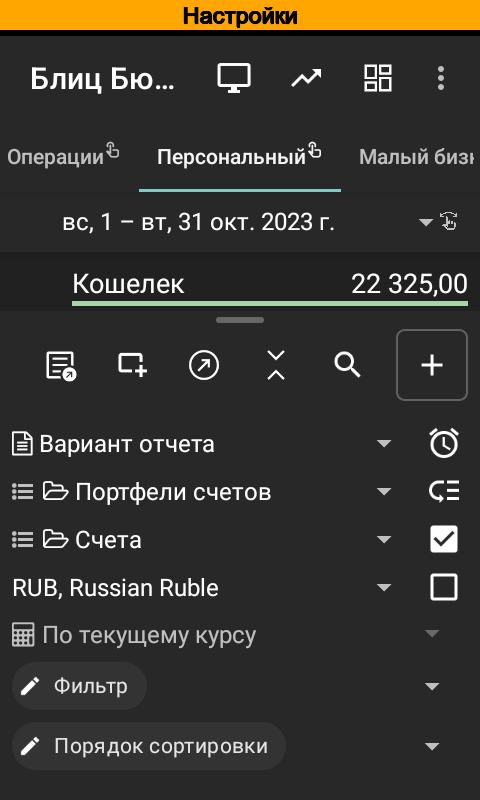 Настройки
Блиц Бю...
Операции Персональный Малый бизн
вс, 1 – вт, 31 окт. 2023 г.
Кошелек 22 325,00
Вариант отчета
Портфели счетов
Счета
RUB, Russian Ruble
По текущему курсу
Фильтр
Порядок сортировки